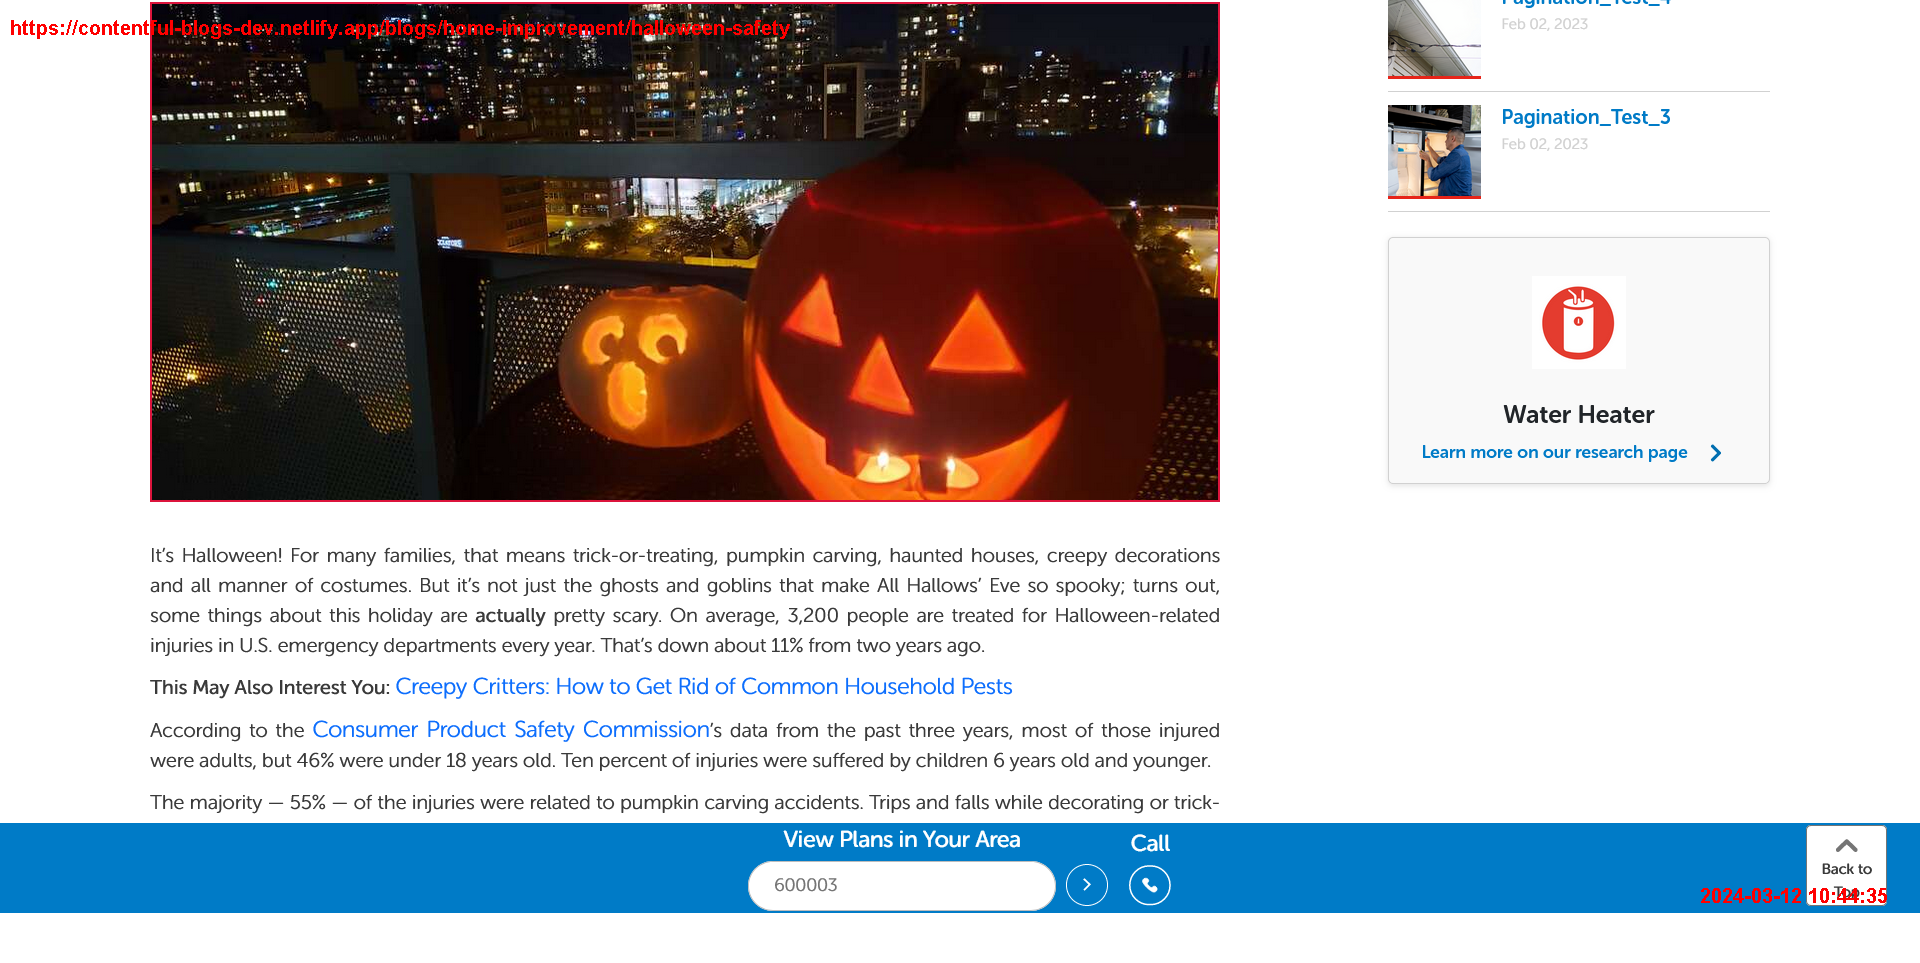 https://contentful-blogs-dev.netlify.app/blogs/home-improvement/halloween-safety
Feb 02, 2023
Pagination_Test_3
Feb 02, 2023
Water Heater
Learn more on our research page
It's Halloween! For many families, that means trick-or-treating, pumpkin carving, haunted houses, creepy decorations
and all manner of costumes. But it's not just the ghosts and goblins that make All Hallows' Eve so spooky; turns out,
some things about this holiday are actually pretty scary. On average, 3,200 people are treated for Halloween-related
injuries in U.S. emergency departments every year. That's down about 11% from two years ago.
This May Also Interest You: Creepy Critters: How to Get Rid of Common Household Pests
According to the Consumer Product Safety Commission's data from the past three years, most of those injured
were adults, but 46% were under 18 years old. Ten percent of injuries were suffered by children 6 years old and younger.
The majority — 55% — of the injuries were related to pumpkin carving accidents. Trips and falls while decorating or trick-
View Plans in Your Area
Call
600003
Back to
Top
2024-03-12 10:44:35